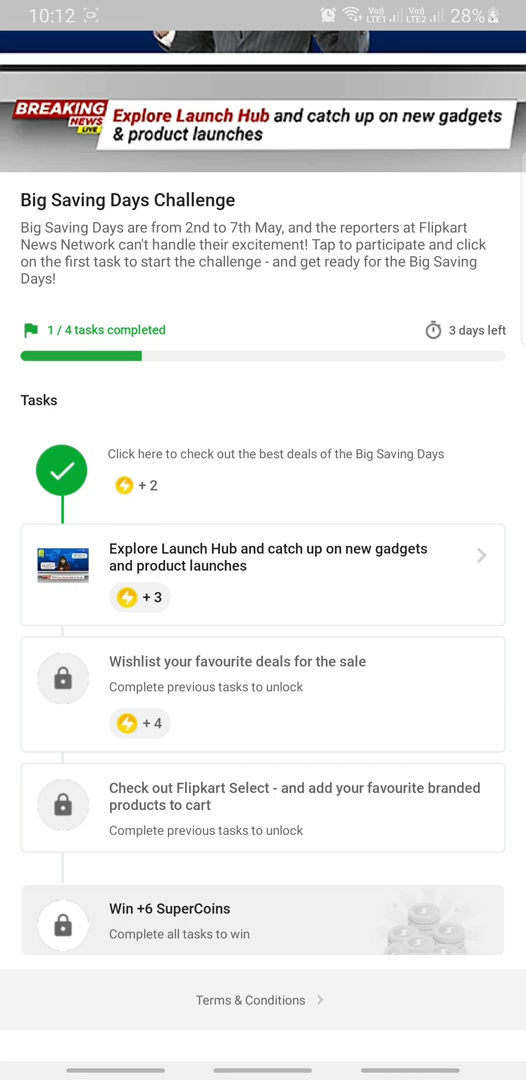 10:12
Vo)) LTE1 Vo)) LTE2 28%
BREAKING
NEWS
LIVE
Explore Launch Hub and catch up on new gadgets
& product launches
Big Saving Days Challenge
Big Saving Days are from 2nd to 7th May, and the reporters at Flipkart
News Network can't handle their excitement! Tap to participate and click
on the first task to start the challenge - and get ready for the Big Saving
Days!
1 / 4 tasks completed
3 days left
Tasks
Click here to check out the best deals of the Big Saving Days
+ 2
Explore Launch Hub and catch up on new gadgets
and product launches
+ 3
Wishlist your favourite deals for the sale
Complete previous tasks to unlock
+ 4
Check out Flipkart Select - and add your favourite branded
products to cart
Complete previous tasks to unlock
Win +6 SuperCoins
Complete all tasks to win
Terms & Conditions